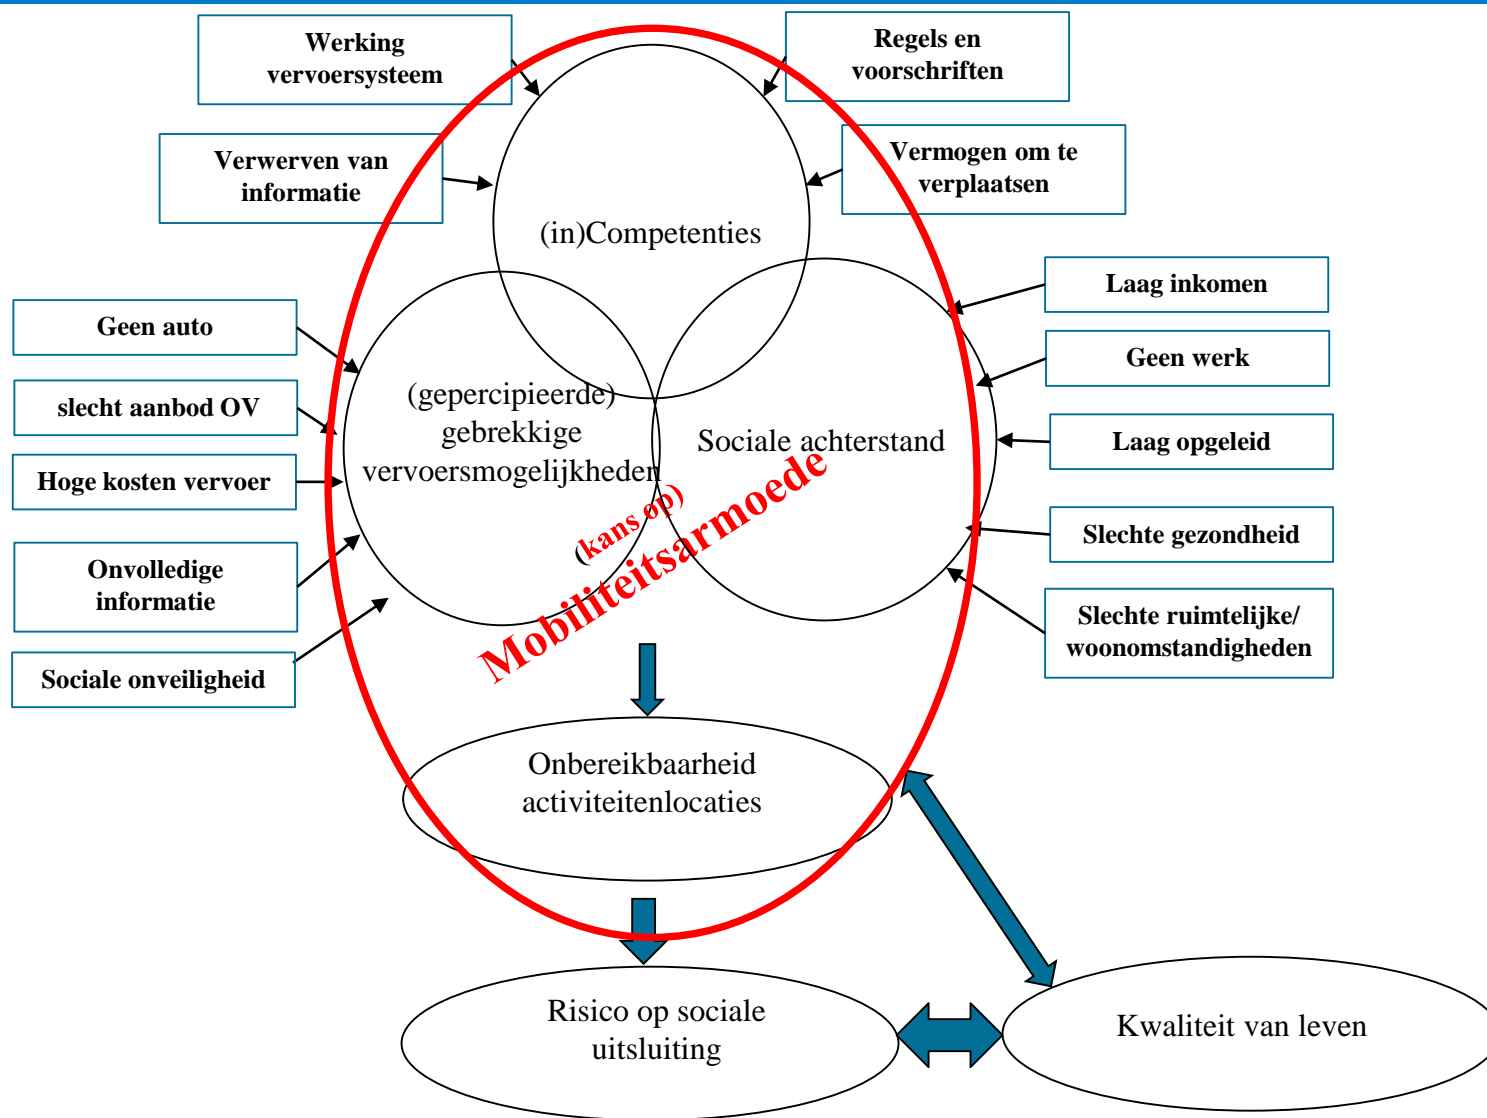 Werking
vervoersysteem
Regels en
voorschriften
Verwerven van
informatie
Vermogen om te
verplaatsen
(in)Competenties
Geen auto
slecht aanbod OV
Hoge kosten vervoer
Onvolledige
informatie
Sociale onveiligheid
(gepercipieerde)
gebrekkige
vervoersmogelijkheden
Sociale achterstand
Laag inkomen
Geen werk
Laag opgeleid
Slechte gezondheid
Slechte ruimtelijke/
woonomstandigheden
(kans op)
Mobiliteitsarmoede
Onbereikbaarheid
activiteitenlocaties
Risico op sociale
uitsluiting
Kwaliteit van leven